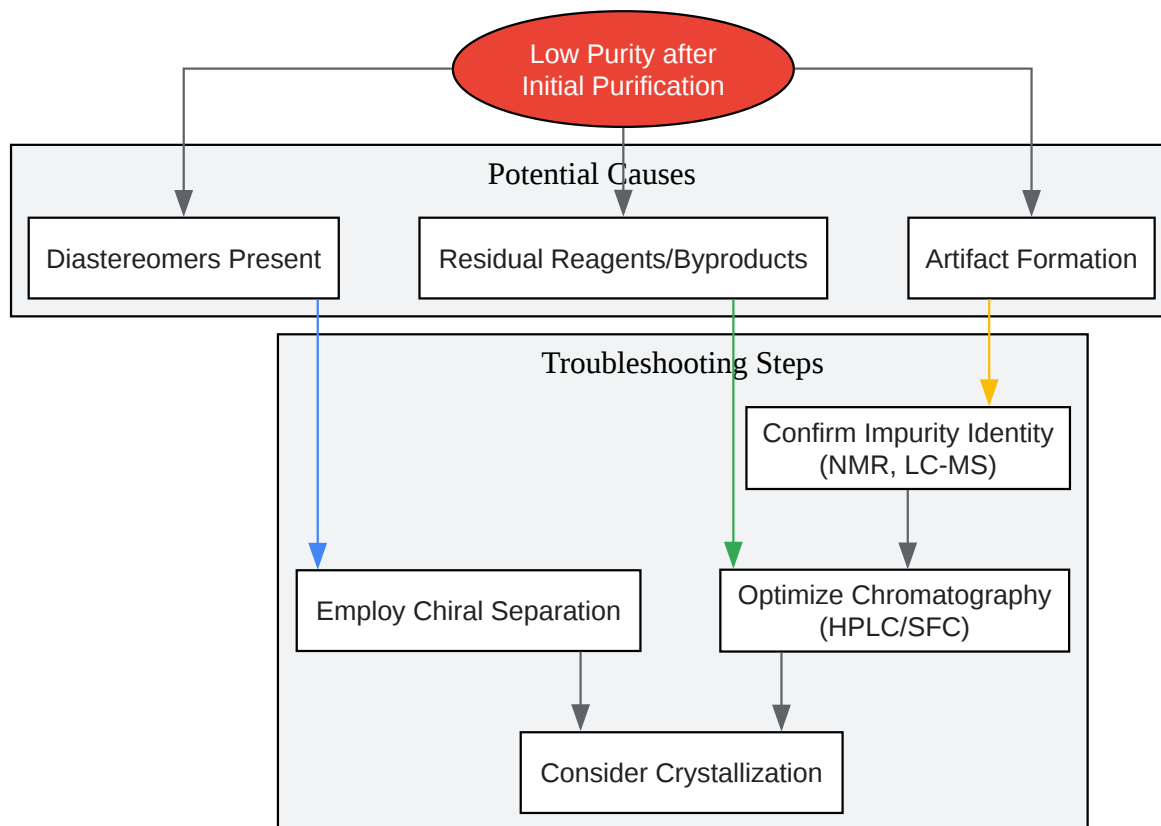 Low Purity after
Initial Purification
Potential Causes
Diastereomers Present
Residual Reagents/Byproducts
Artifact Formation
Troubleshooting Steps
Confirm Impurity Identity
(NMR, LC-MS)
Employ Chiral Separation
Optimize Chromatography
(HPLC/SFC)
Consider Crystallization